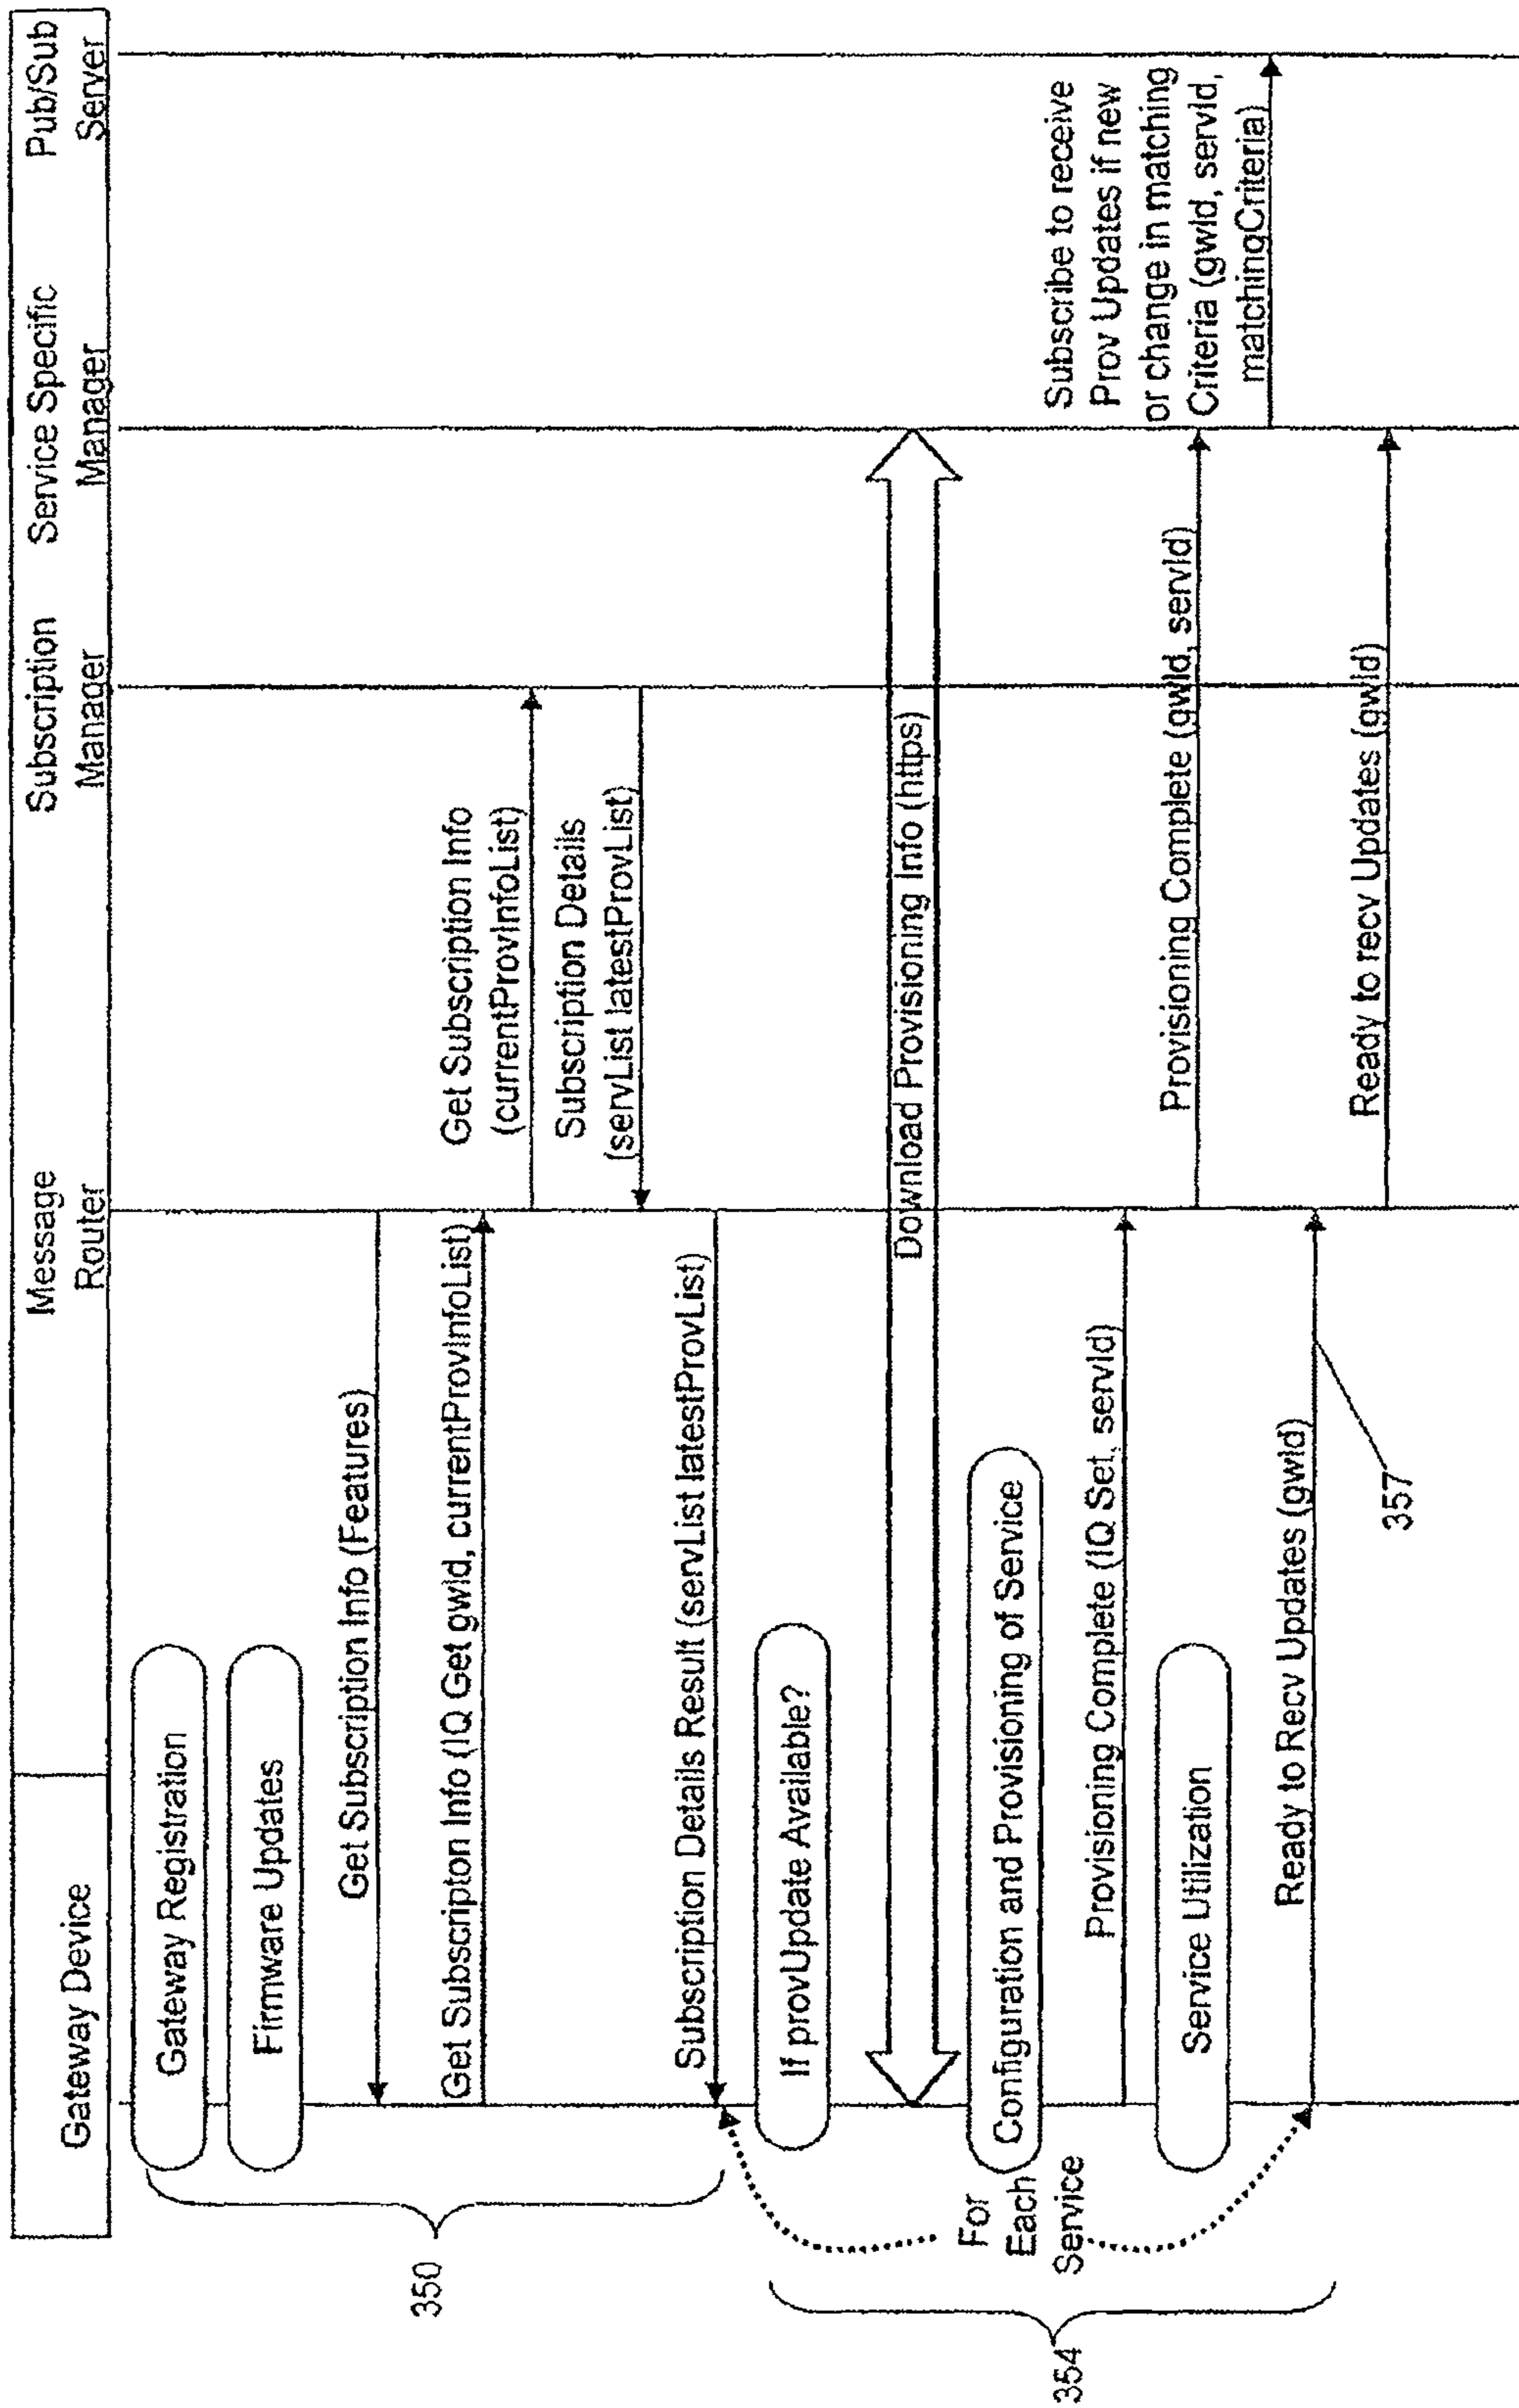 Gateway Device
Message
Router
Subscription
Manager
Service Specific
Manager
Pub/Sub
Server
Gateway Registration
Firmware Updates
Get Subscription Info (Features)
Get Subscripton Info (IQ Get gwId, currentProvInfoList)
Get Subscription Info
(currentProvInfoList)
Subscription Details
(servList latestProvList)
Subscription Details Result (servList latestProvList)
350
If provUpdate Available?
Download Provisioning Info (https)
For
Each
Service
Configuration and Provisioning of Service
Provisioning Complete (IQ Set, servId)
Provisioning Complete (gwId, servId)
Subscribe to receive
Prov Updates if new
or change in matching
Criteria (gwId, servId,
matchingCriteria)
Service Utilization
Ready to Recv Updates (gwId)
Ready to recv Updates (gwId)
357
354